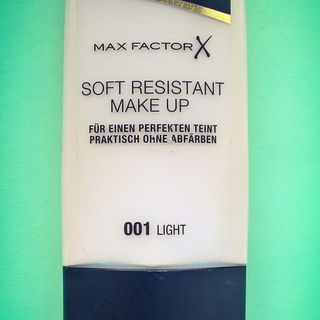 MAX FACTOR X
SOFT RESISTANT
MAKE UP
FÜR EINEN PERFEKTEN TEINT
PRAKTISCH OHNE ABFÄRBEN
001 LIGHT